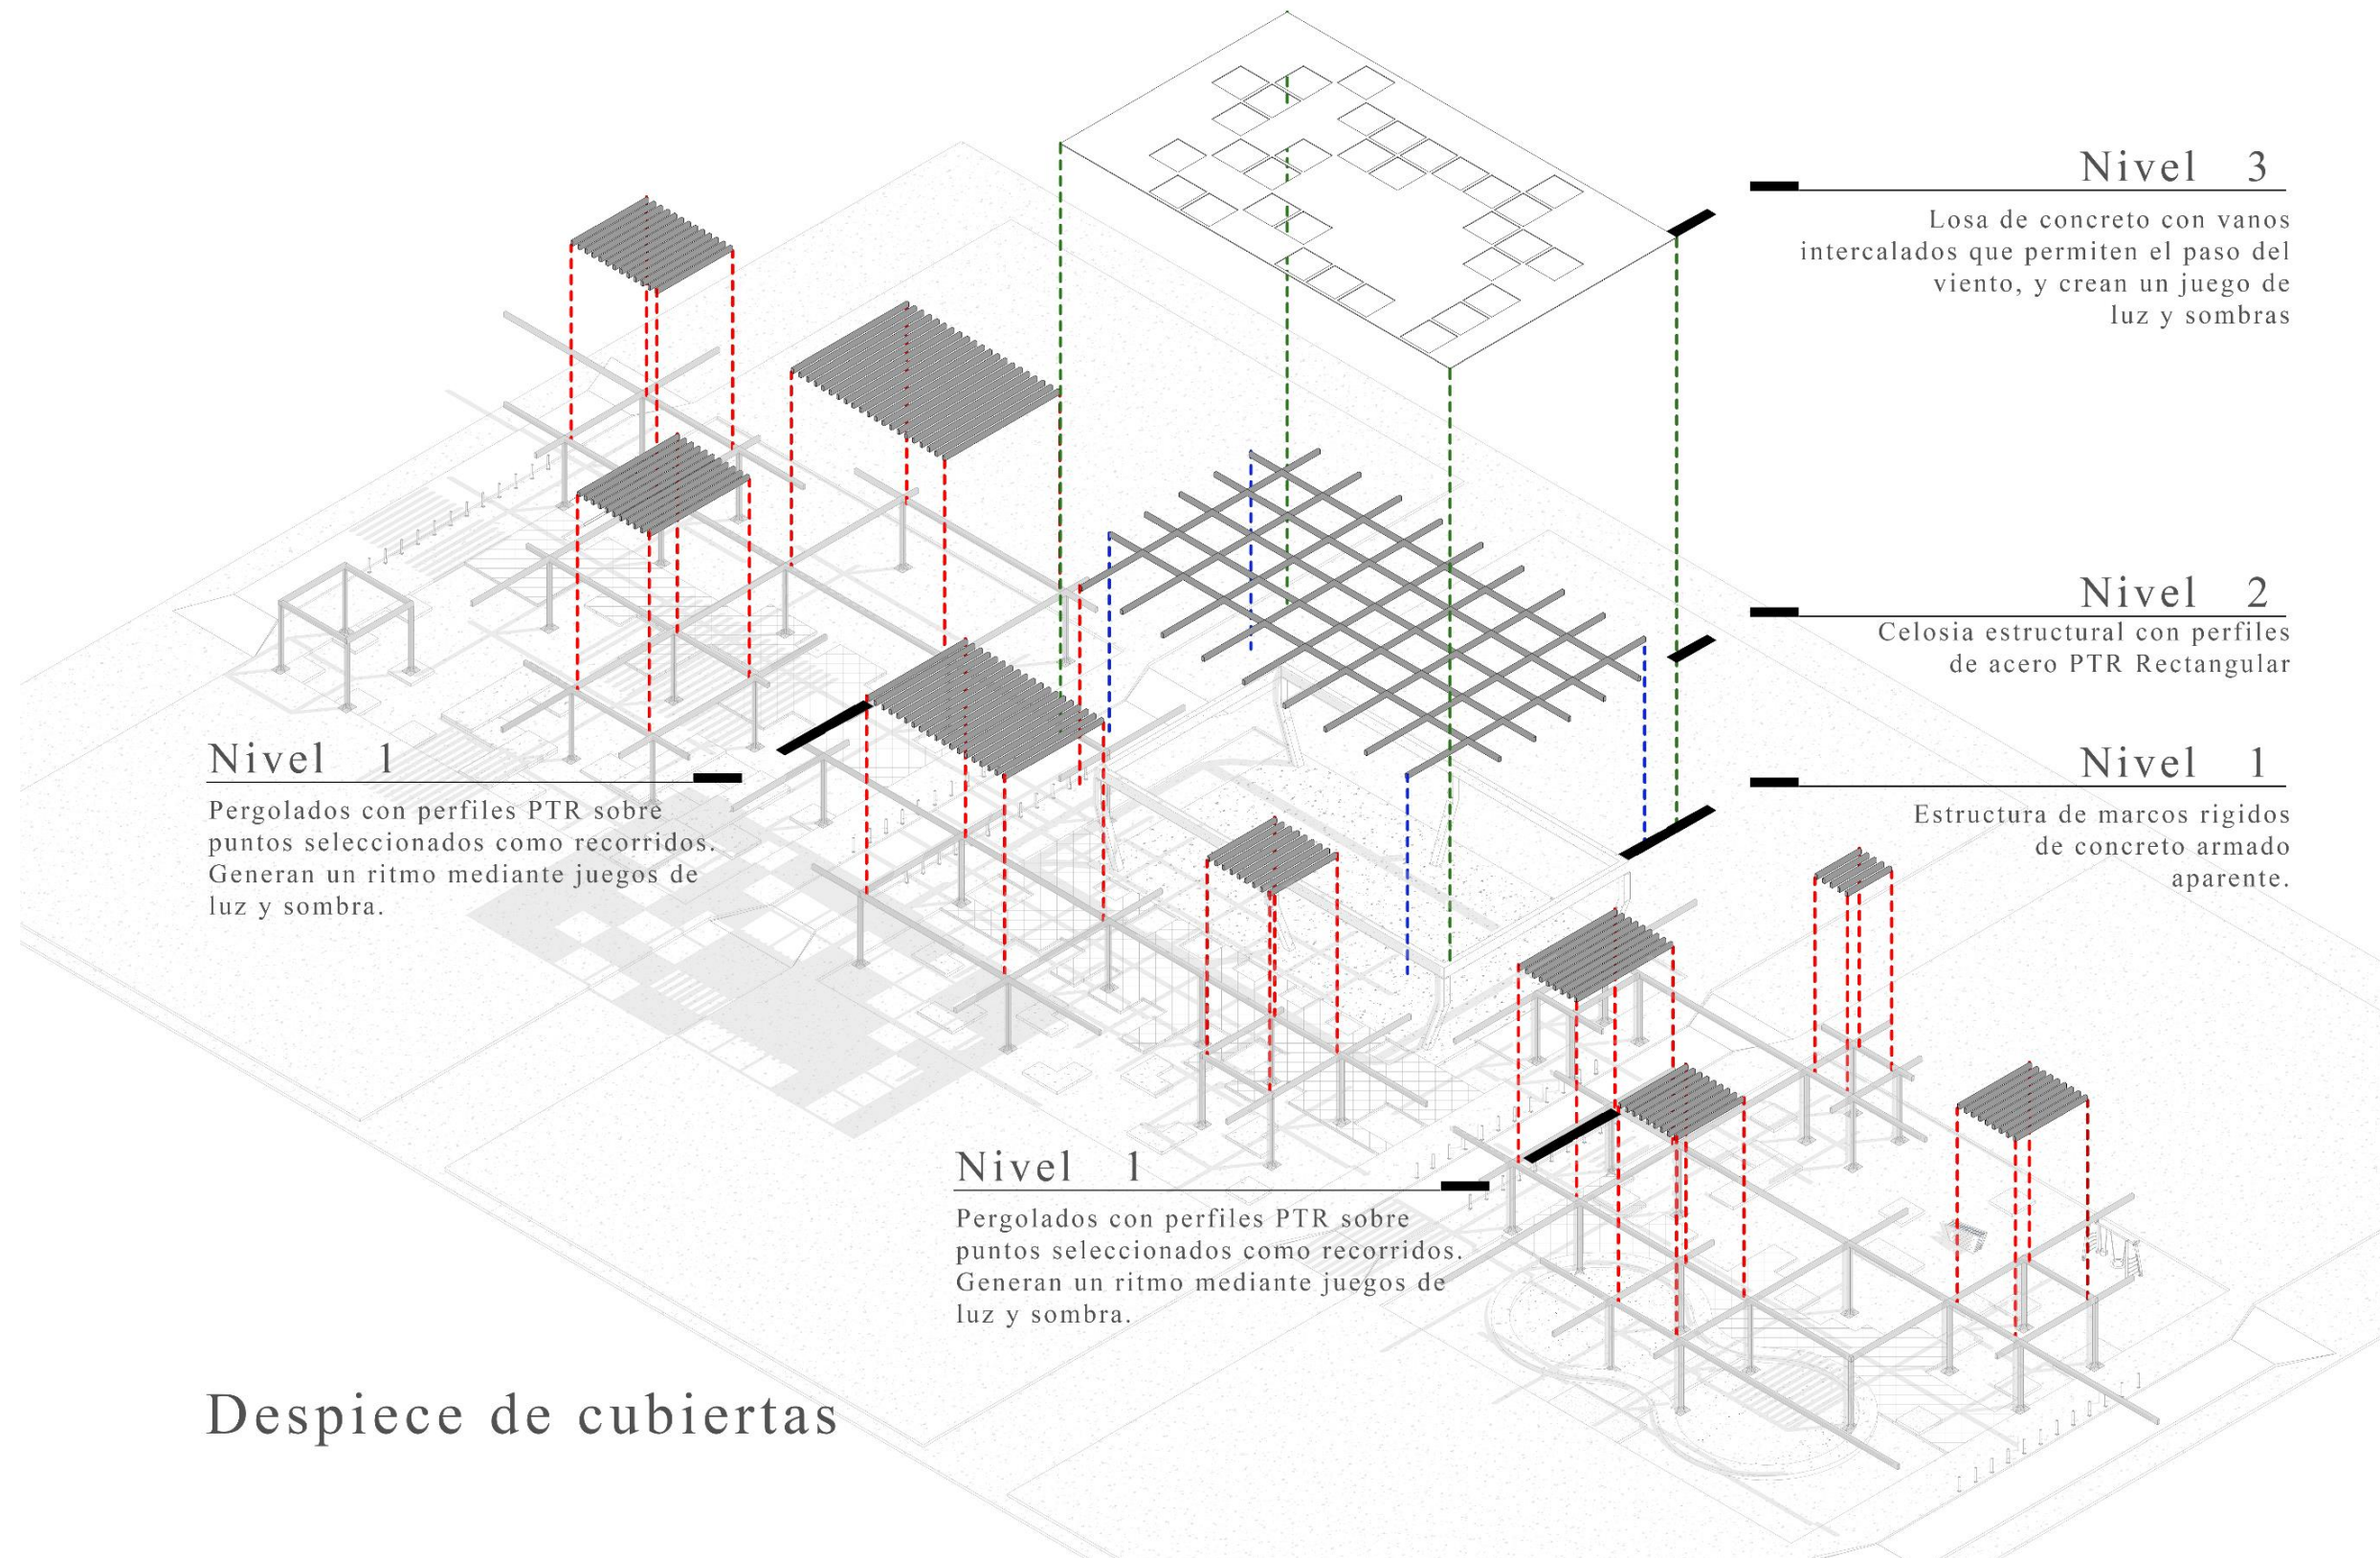 Nivel 3
Losa de concreto con vanos
intercalados que permiten el paso del
viento, y crean un juego de
luz y sombras
Nivel 2
Celosia estructural con perfiles
de acero PTR Rectangular
Nivel 1
Estructura de marcos rigidos
de concreto armado
aparente.
Nivel 1
Pergolados con perfiles PTR sobre
puntos seleccionados como recorridos.
Generan un ritmo mediante juegos de
luz y sombra.
Nivel 1
Pergolados con perfiles PTR sobre
puntos seleccionados como recorridos.
Generan un ritmo mediante juegos de
luz y sombra.
Despiece de cubiertas